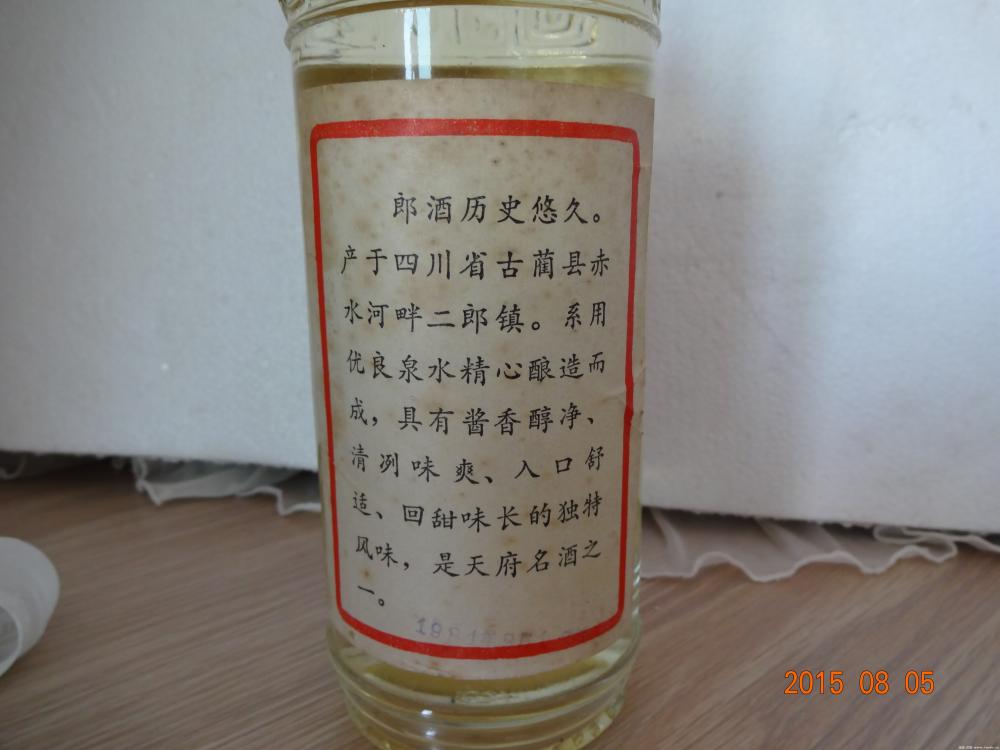 郎酒历史悠久。
产于四川省古蔺县赤
水河畔二郎镇。系用
优良泉水精心酿造而
成，具有酱香醇净、
清冽味爽、入口舒
适、回甜味长的独特
风味，是天府名酒之
一。
2015 08 05